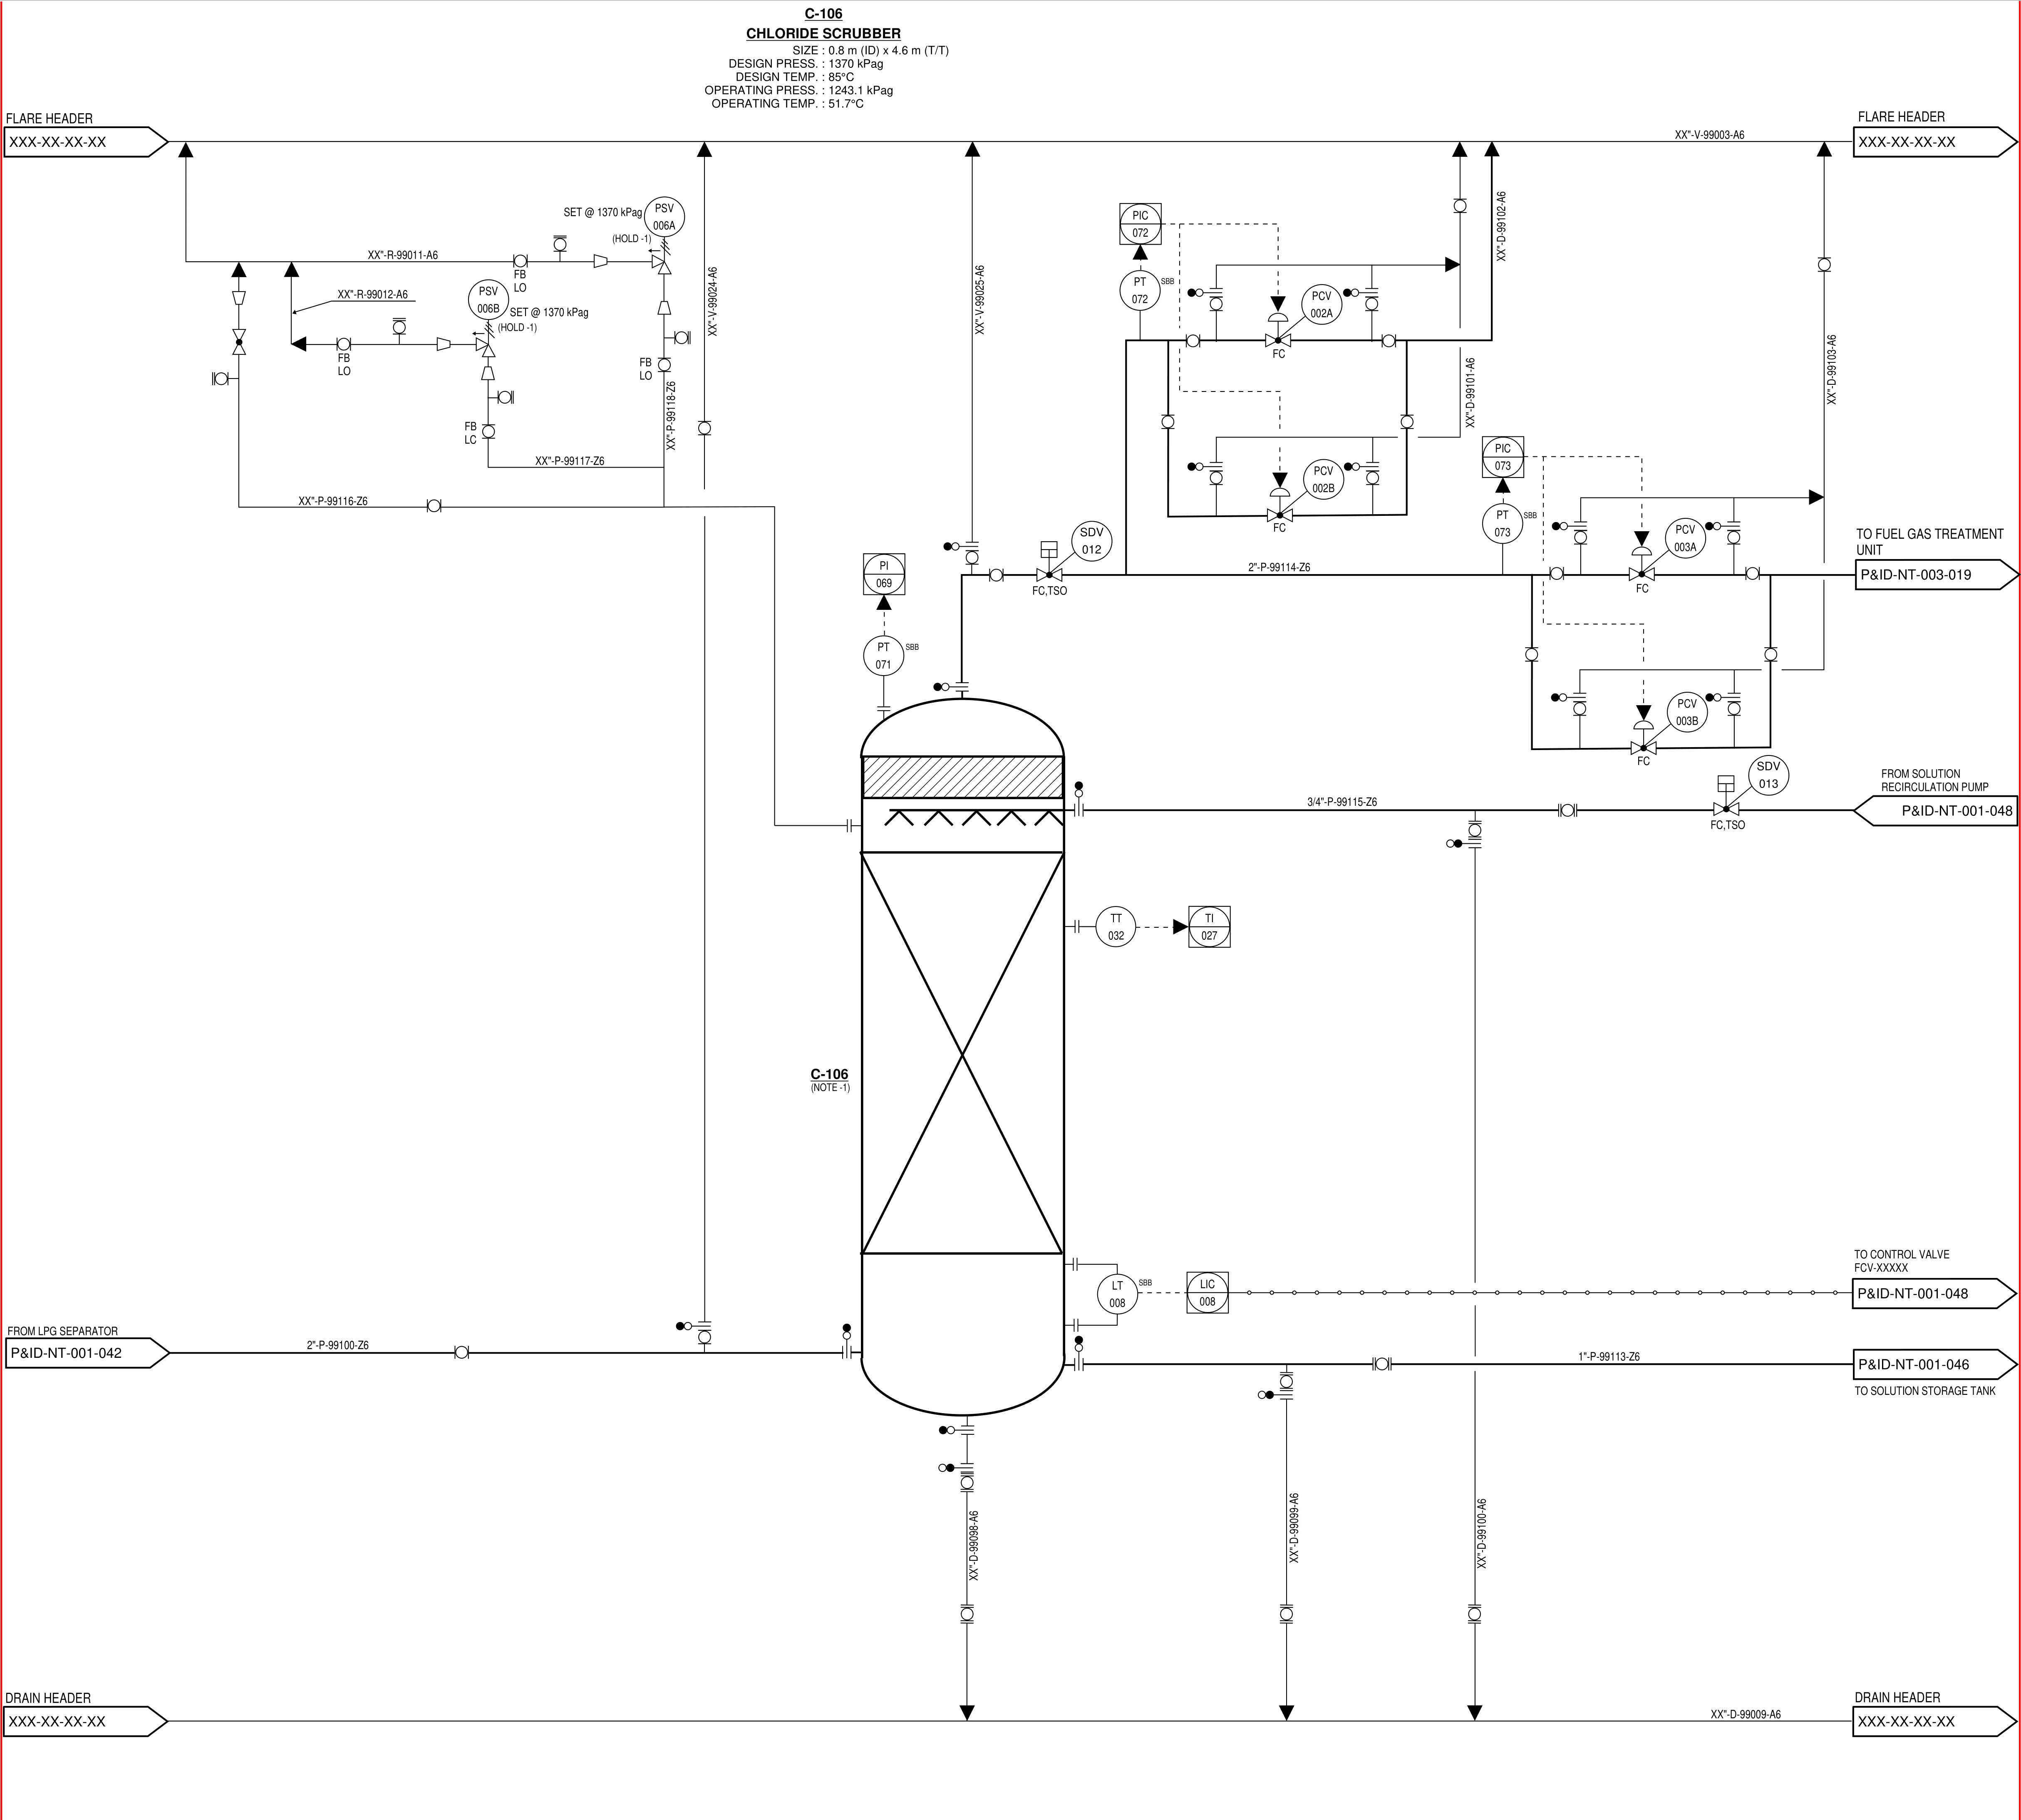 C-106
CHLORIDE SCRUBBER
SIZE : 0.8 m (ID) x 4.6 m (T/T)
DESIGN PRESS. : 1370 kPag
DESIGN TEMP. : 85°C
OPERATING PRESS. : 1243.1 kPag
OPERATING TEMP. : 51.7°C
FLARE HEADER
XXX-XX-XX-XX
XX"-V-99003-A6
FLARE HEADER
XXX-XX-XX-XX
SET @ 1370 kPag
PSV
006A
(HOLD -1)
XX"-R-99011-A6
FB
LO
XX"-R-99012-A6
PSV
006B
SET @ 1370 kPag
(HOLD -1)
FB
LO
FB
LO
FB
LC
XX"-P-99118-Z6
XX"-P-99117-Z6
XX"-P-99116-Z6
XX"-V-99024-A6
XX"-V-99025-A6
PIC
072
PT
072
SBB
PCV
002A
FC
PCV
002B
FC
XX"-D-99102-A6
XX"-D-99101-A6
XX"-D-99103-A6
PIC
073
PT
073
SBB
PCV
003A
FC
PCV
003B
FC
SDV
012
FC,TSO
2"-P-99114-Z6
TO FUEL GAS TREATMENT
UNIT
P&ID-NT-003-019
PI
069
PT
071
SBB
SDV
013
FC,TSO
3/4"-P-99115-Z6
FROM SOLUTION
RECIRCULATION PUMP
P&ID-NT-001-048
TT
032
TI
027
C-106
(NOTE -1)
LT
008
SBB
LIC
008
TO CONTROL VALVE
FCV-XXXXX
P&ID-NT-001-048
FROM LPG SEPARATOR
P&ID-NT-001-042
2"-P-99100-Z6
1"-P-99113-Z6
P&ID-NT-001-046
TO SOLUTION STORAGE TANK
XX"-D-99098-A6
XX"-D-99099-A6
XX"-D-99100-A6
DRAIN HEADER
XXX-XX-XX-XX
XX"-D-99009-A6
DRAIN HEADER
XXX-XX-XX-XX